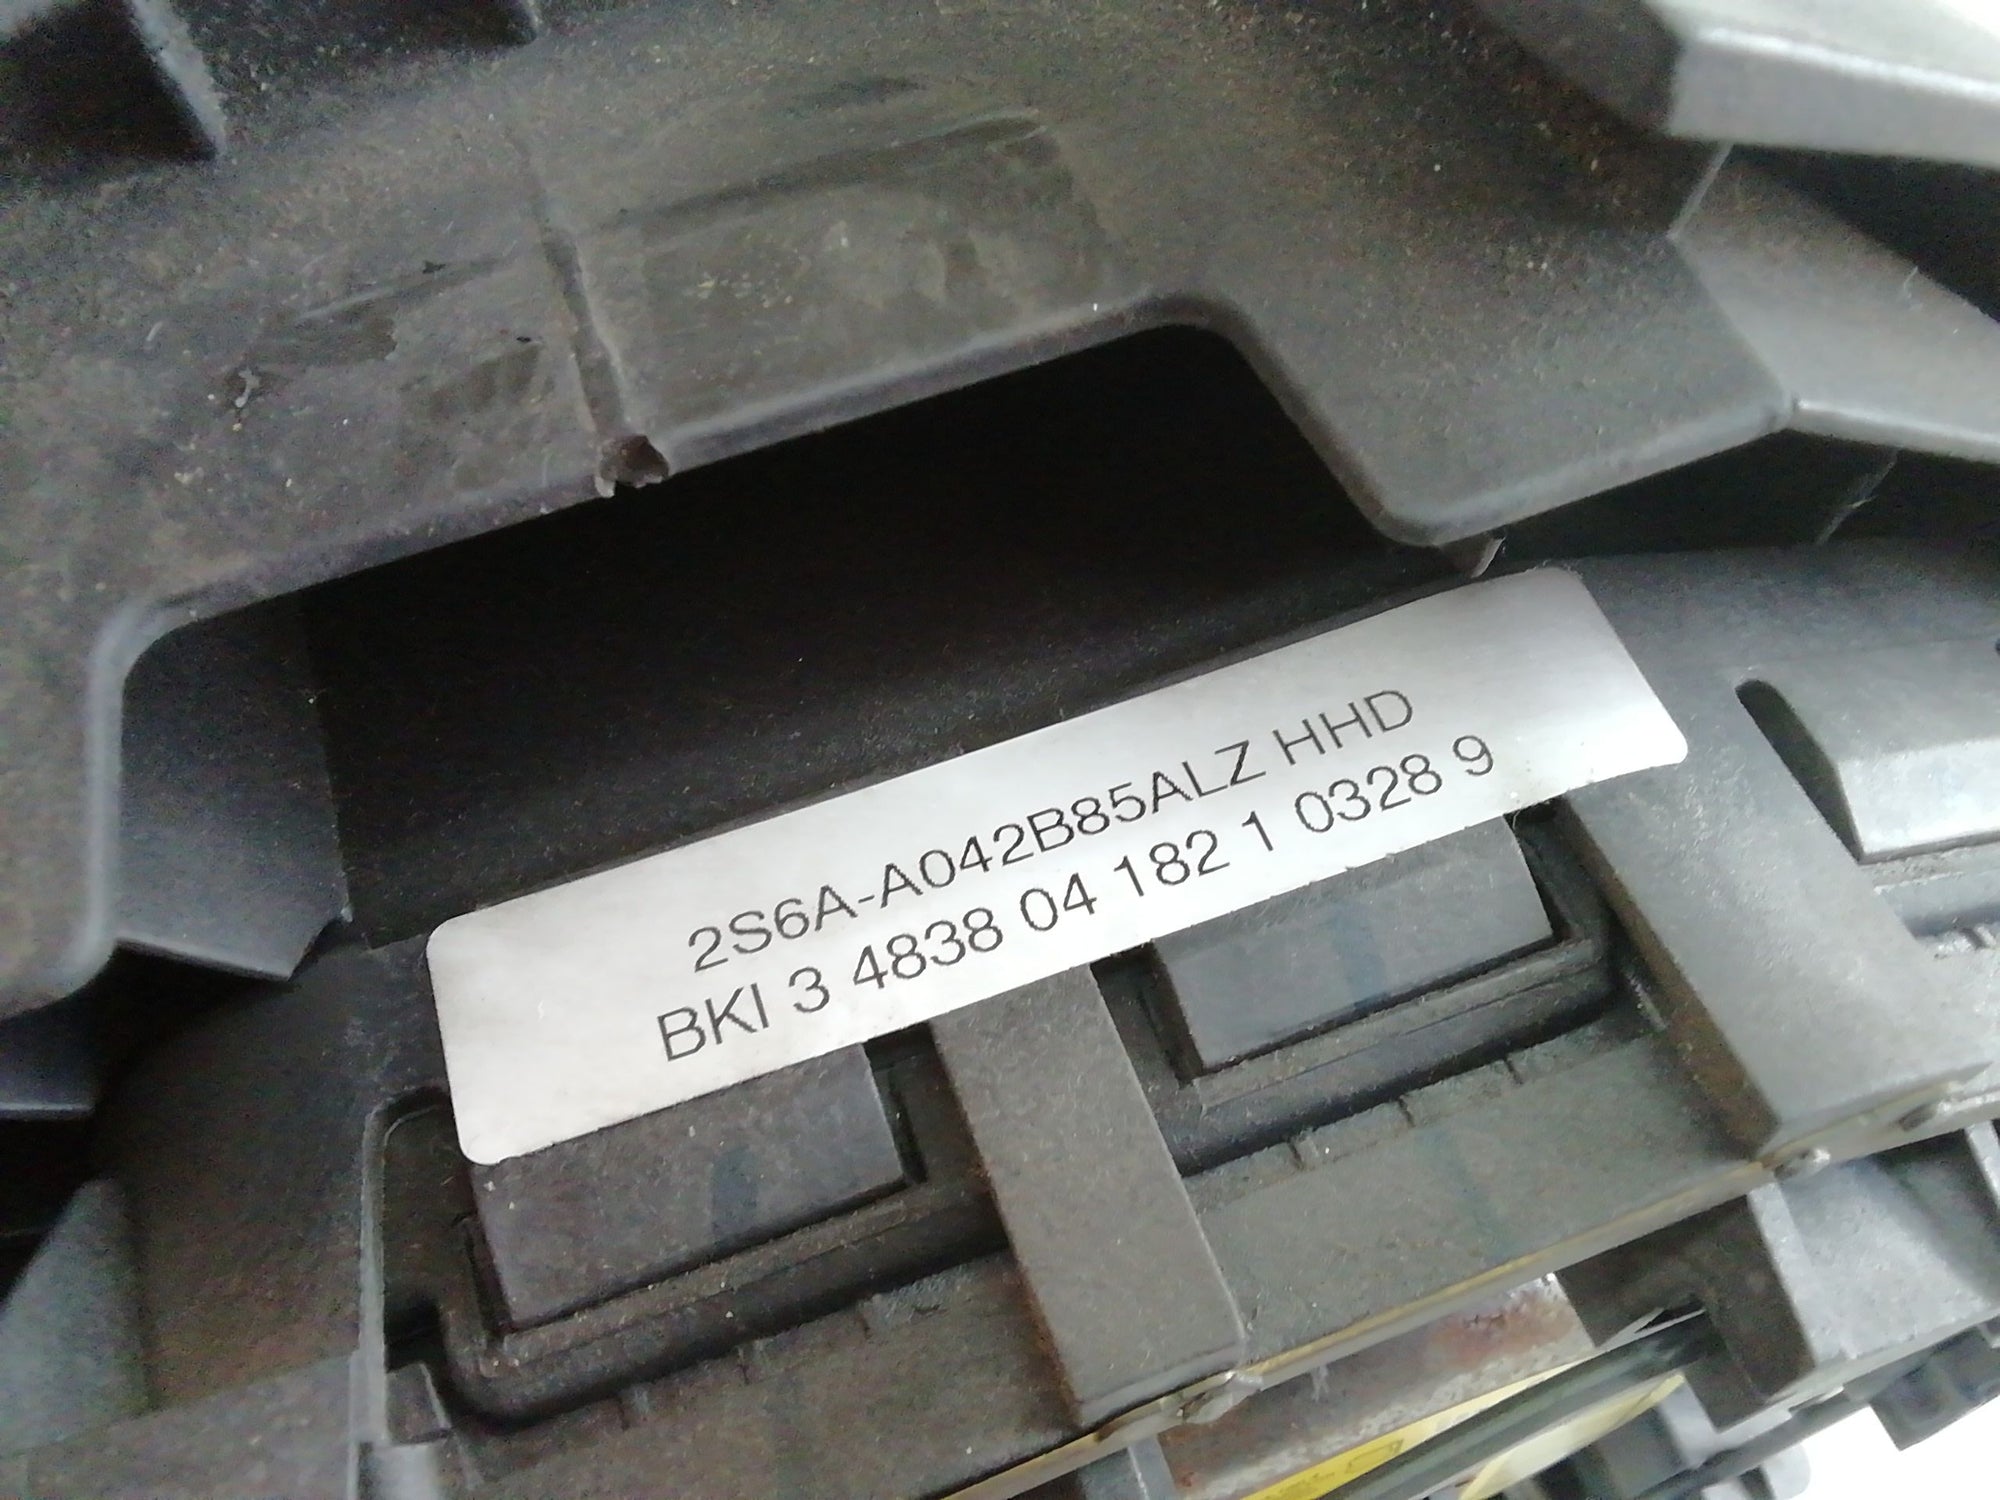 2S6A-A042B85ALZ HHD
BKI 3 4838 04 182 1 0328 9